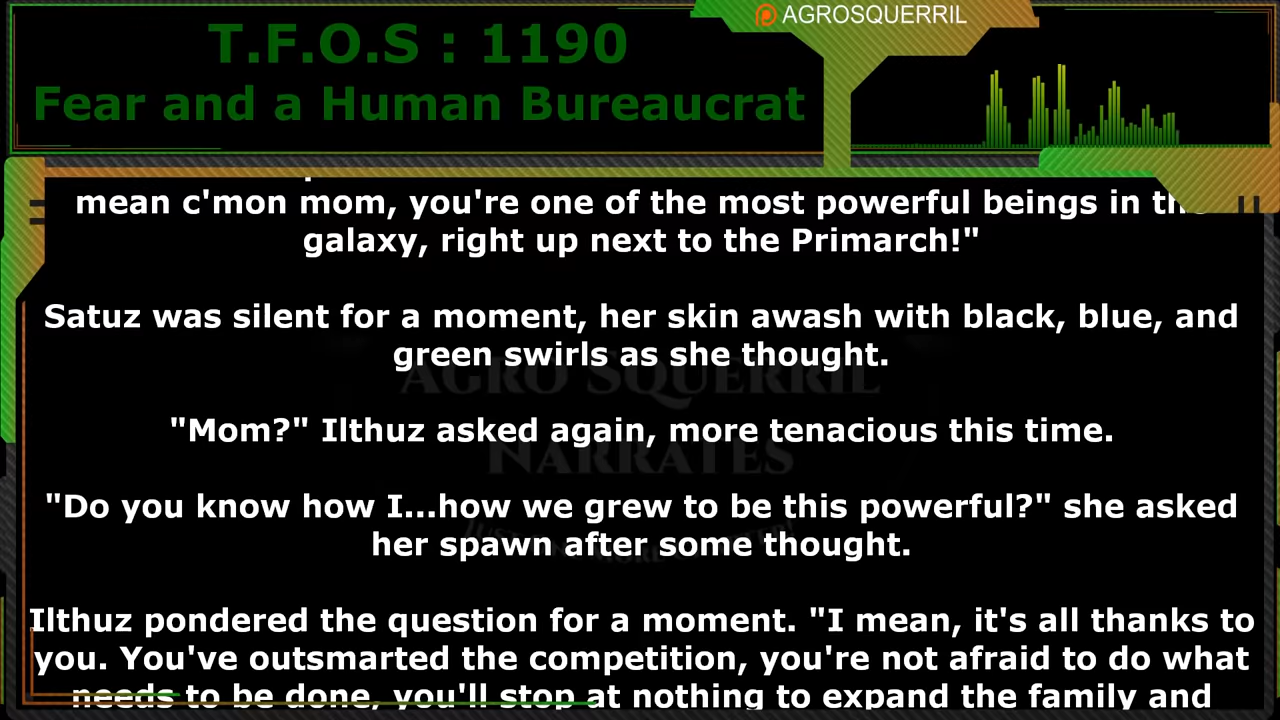 AGROSQUERRIL
T.F.O.S : 1190
Fear and a Human Bureaucrat
mean c'mon mom, you're one of the most powerful beings in the
galaxy, right up next to the Primarch!"
Satuz was silent for a moment, her skin awash with black, blue, and
green swirls as she thought.
AGRO SQUERRIL
"Mom?" Ilthuz asked again, more tenacious this time.
NARRATES
"Do you know how I...how we grew to be this powerful?" she asked
her spawn after some thought.
Ilthuz pondered the question for a moment. "I mean, it's all thanks to
you. You've outsmarted the competition, you're not afraid to do what
needs to be done, you'll stop at nothing to expand the family and